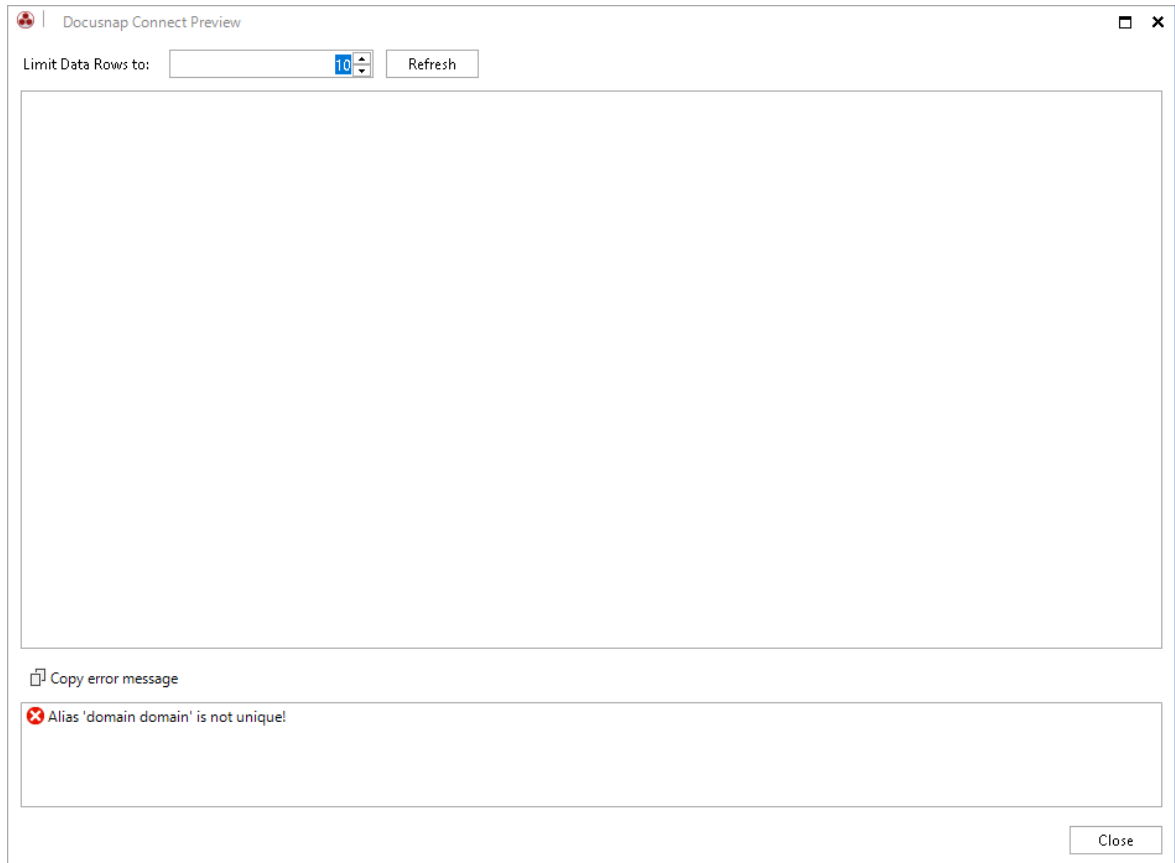 Docusnap Connect Preview
Limit Data Rows to: 10 Refresh
Copy error message
Alias 'domain domain' is not unique!
Close